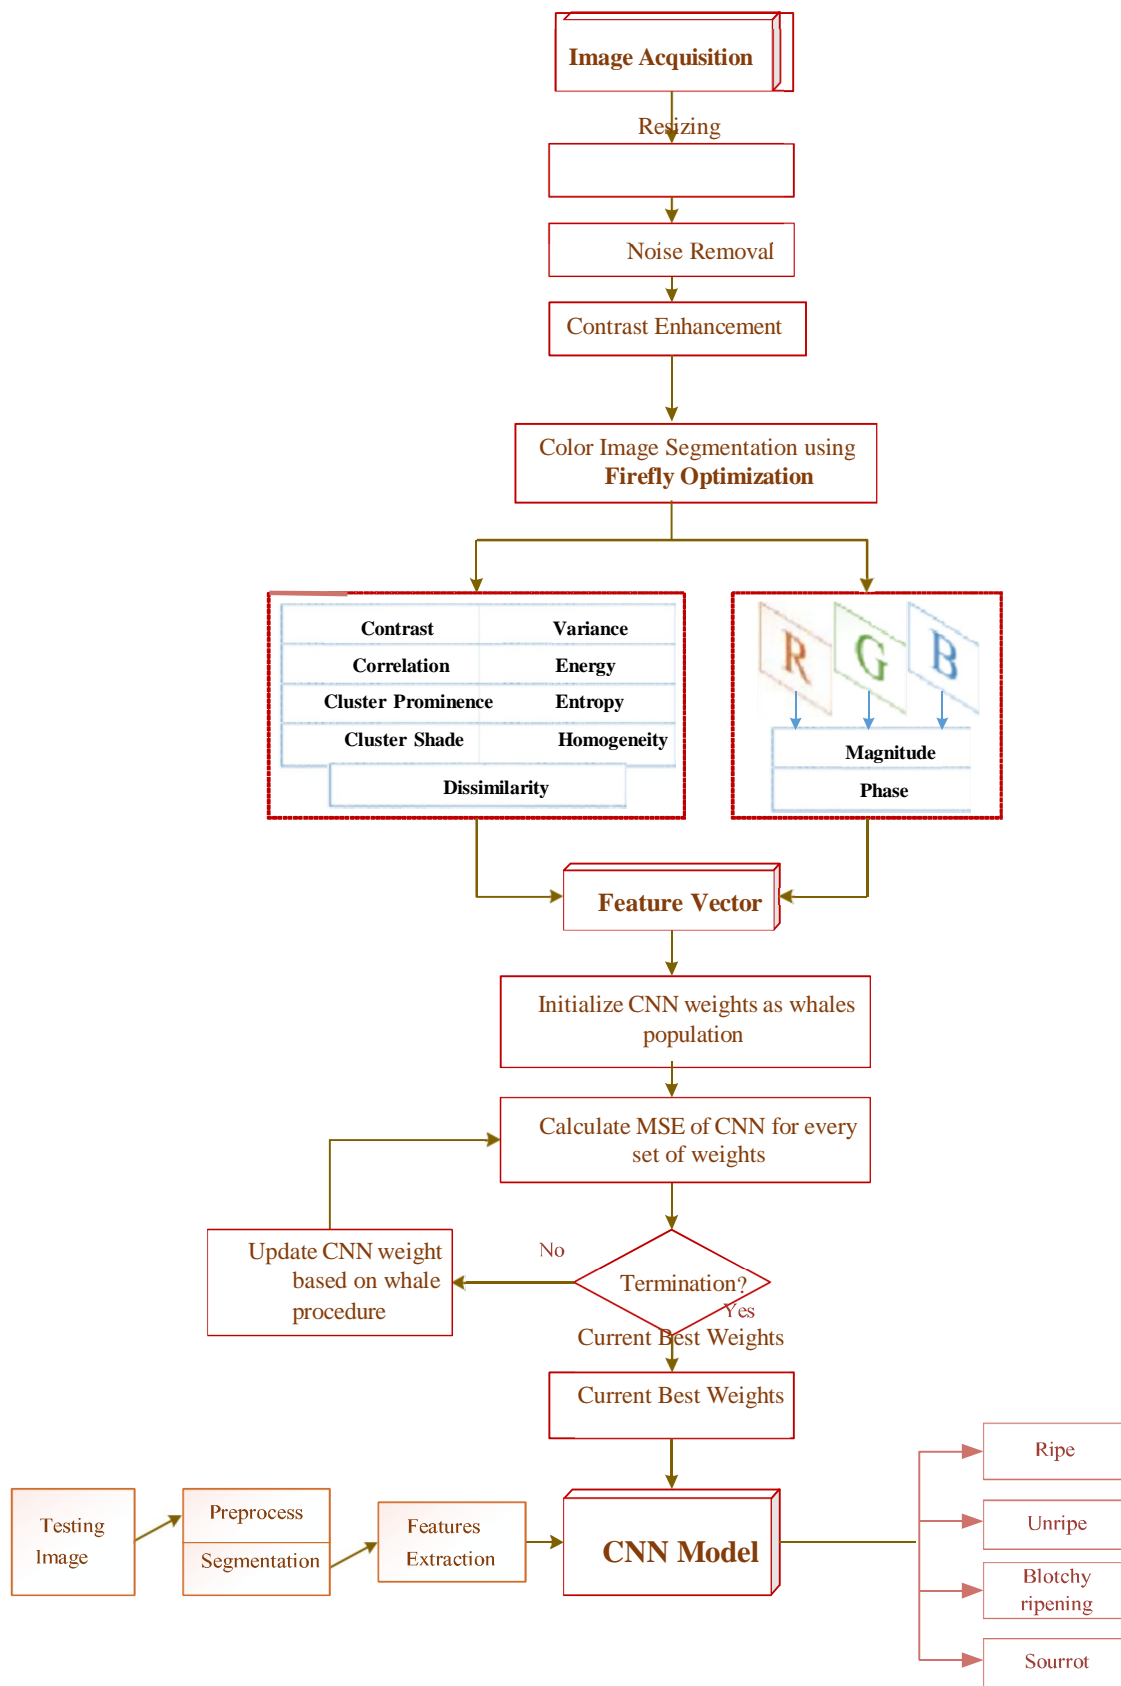 Image Acquisition
Resizing
Noise Removal
Contrast Enhancement
Color Image Segmentation using
Firefly Optimization
Contrast Variance
Correlation Energy
Cluster Prominence Entropy
Cluster Shade Homogeneity
Dissimilarity
R G B
Magnitude
Phase
Feature Vector
Initialize CNN weights as whales
population
Calculate MSE of CNN for every
set of weights
Update CNN weight
based on whale
procedure
No
Termination?
Yes
Current Best Weights
Current Best Weights
Testing
Image
Preprocess
Segmentation
Features
Extraction
CNN Model
Ripe
Unripe
Blotchy
ripening
Sourrot